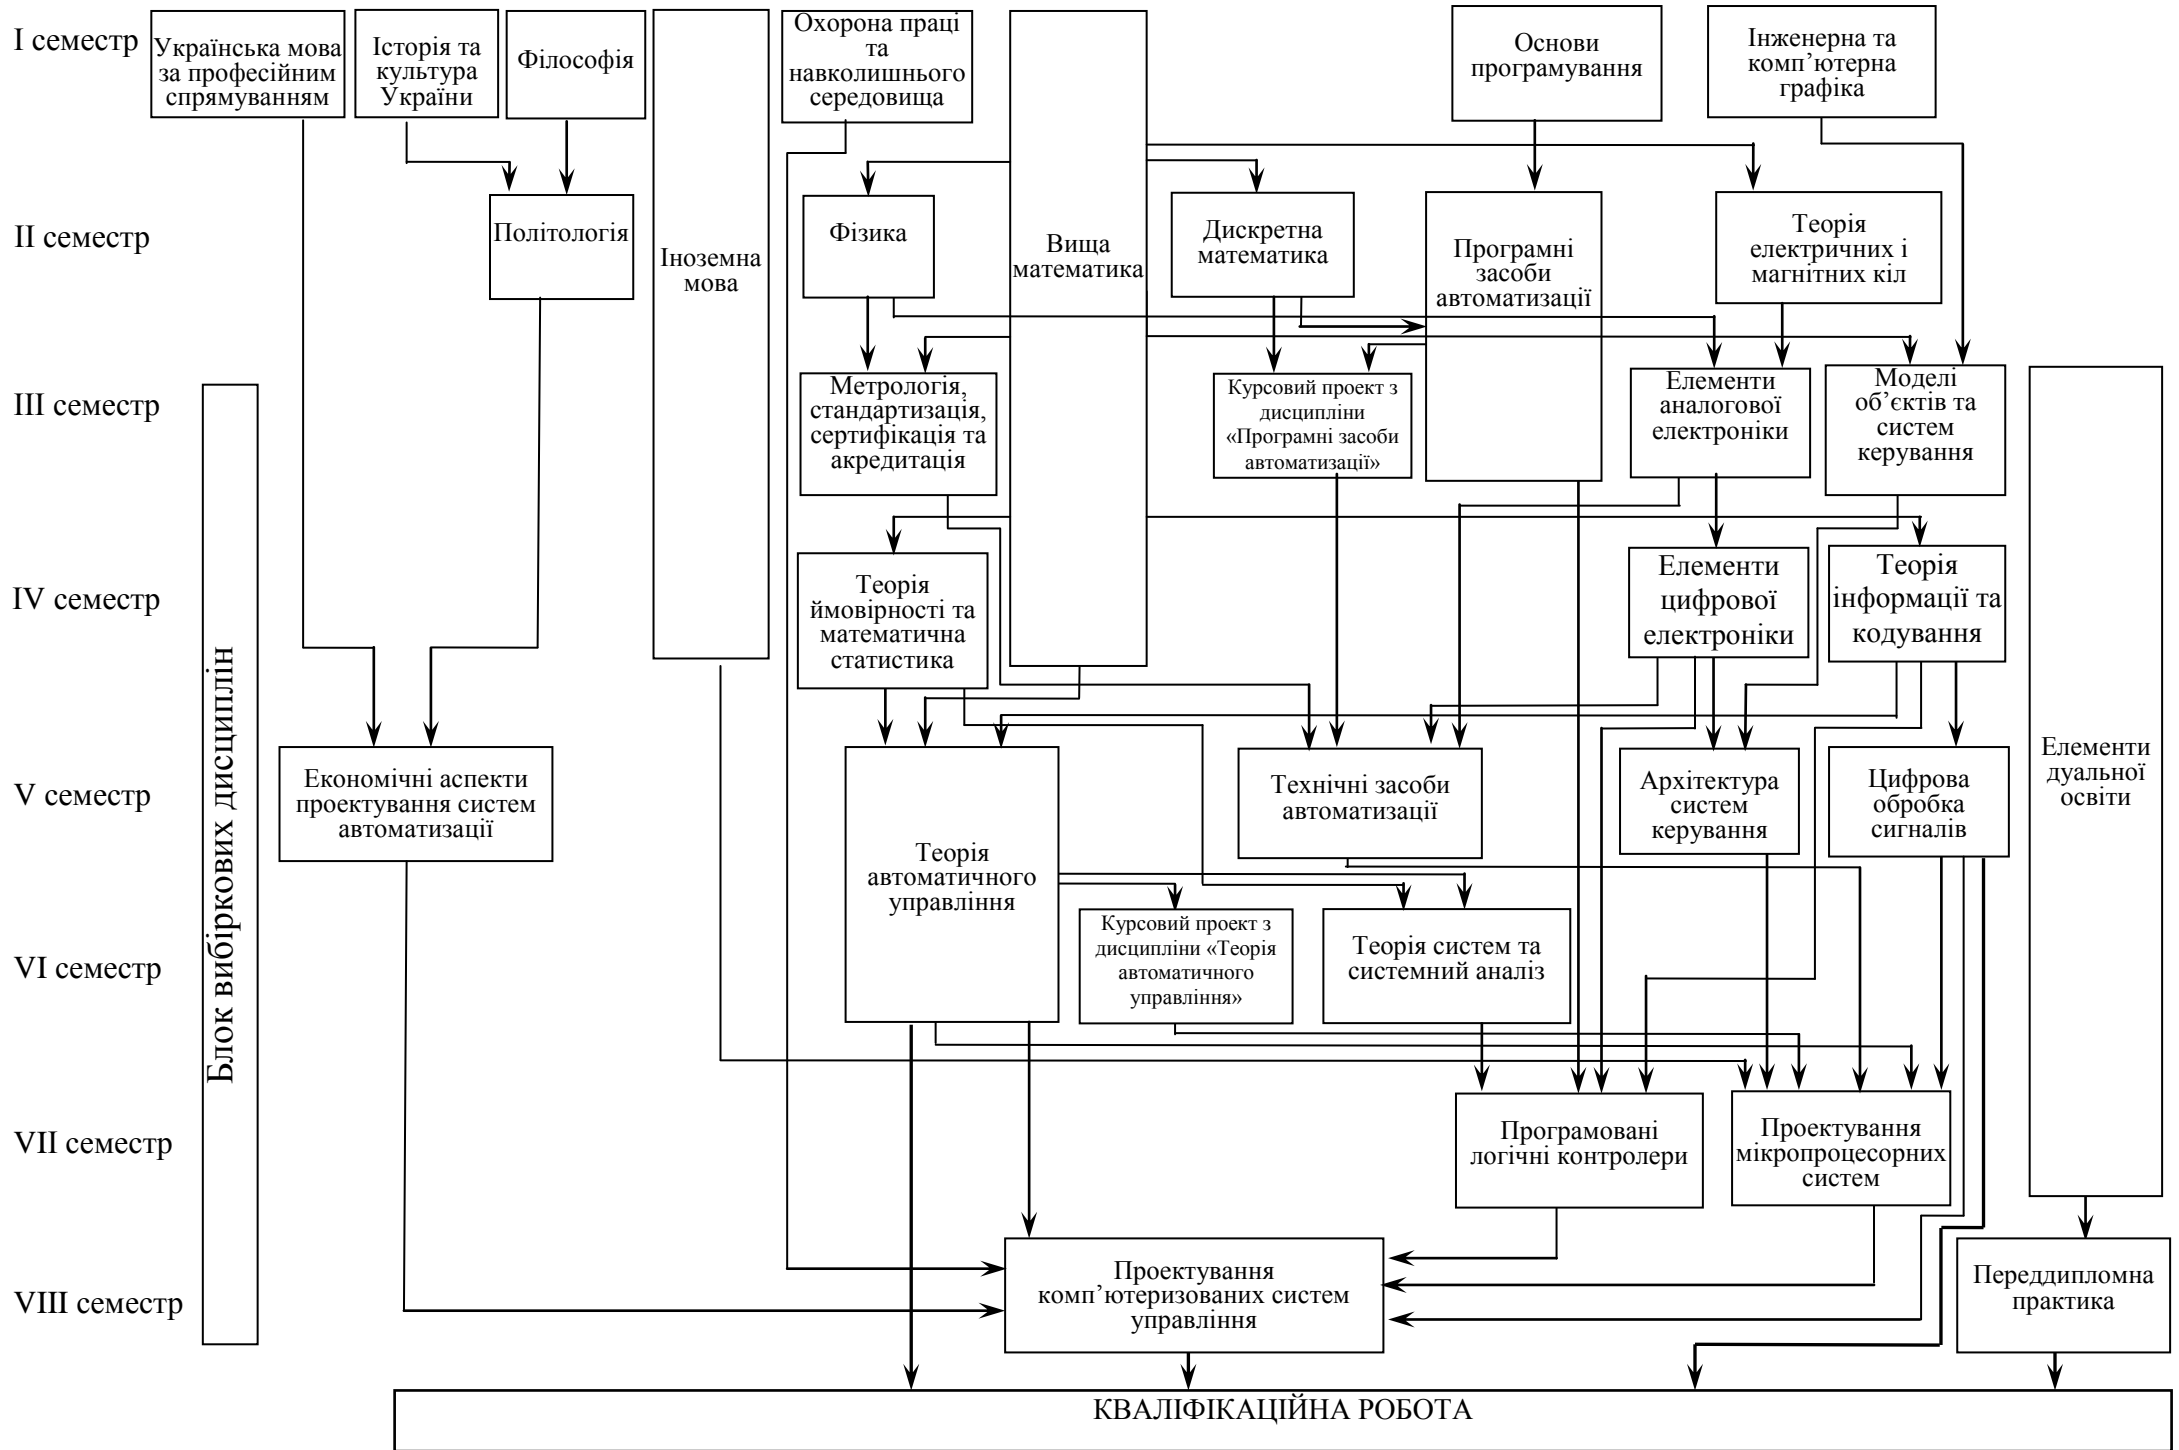 I семестр
Українська мова
за професійним
спрямуванням
Історія та
культура
України
Філософія
Охорона праці
та
навколишнього
середовища
Основи
програмування
Інженерна та
комп’ютерна
графіка
II семестр
Політологія
Іноземна
мова
Фізика
Вища
математика
Дискретна
математика
Програмні
засоби
автоматизації
Теорія
електричних і
магнітних кіл
III семестр
Метрологія,
стандартизація,
сертифікація та
акредитація
Курсовий проект з
дисципліни
«Програмні засоби
автоматизації»
Елементи
аналогової
електроніки
Моделі
об’єктів та
систем
керування
IV семестр
Теорія
ймовірності та
математична
статистика
Елементи
цифрової
електроніки
Теорія
інформації та
кодування
Блок вибіркових дисциплін
V семестр
Економічні аспекти
проектування систем
автоматизації
Теорія
автоматичного
управління
Технічні засоби
автоматизації
Архітектура
систем
керування
Цифрова
обробка
сигналів
Елементи
дуальної
освіти
VI семестр
Курсовий проект з
дисципліни «Теорія
автоматичного
управління»
Теорія систем та
системний аналіз
VII семестр
Програмовані
логічні контролери
Проектування
мікропроцесорних
систем
VIII семестр
Проектування
комп’ютеризованих систем
управління
Переддипломна
практика
КВАЛІФІКАЦІЙНА РОБОТА